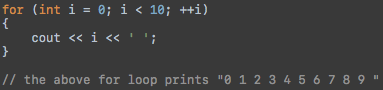 for (int i = 0; i < 10; ++i)
{
    cout << i << ' ';
}
// the above for loop prints "0 1 2 3 4 5 6 7 8 9 "